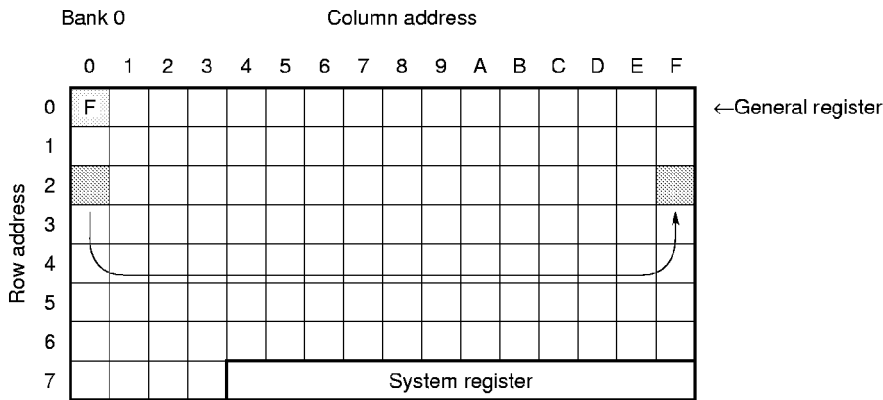 Bank 0 Column address
0 1 2 3 4 5 6 7 8 9 A B C D E F
0 F ←General register
1
2
3
4
5
6
7 System register
Row address